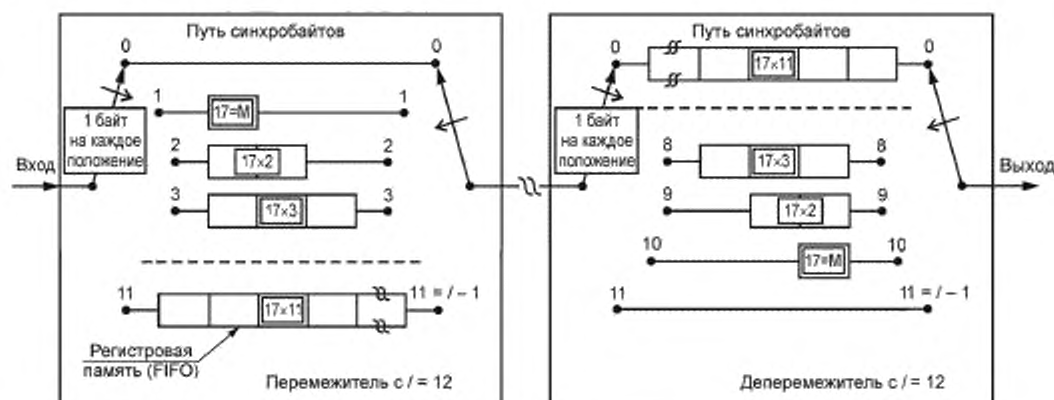 Путь синхробайтов
0
0
1
17=М
1
1 байт
на каждое
положение
2
17×2
2
Вход
3
17×3
3
11
17×11
11 = I – 1
Регистровая
память (FIFO)
Перемежитель с I = 12
Путь синхробайтов
0
17×11
0
1 байт
на каждое
положение
8
17×3
8
Выход
9
17×2
9
10
17=М
10
11
11 = I – 1
Деперемежитель с I = 12